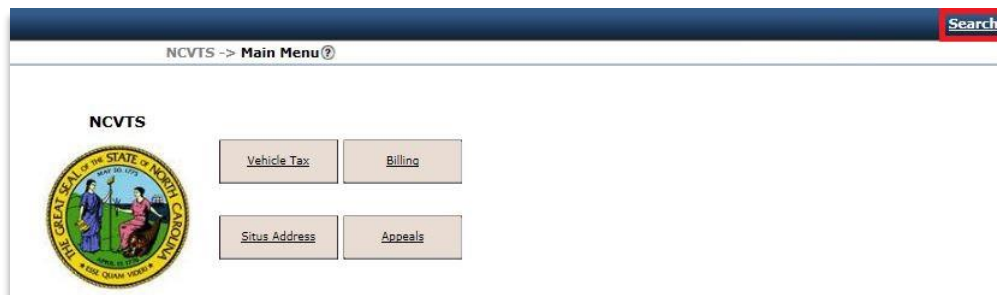 Search
NCVTS -> Main Menu?
NCVTS
Vehicle Tax
Billing
Situs Address
Appeals
THE GREAT SEAL OF THE STATE OF NORTH CAROLINA
MAY 20, 1775
APRIL 12, 1776
ESSE QUAM VIDERI